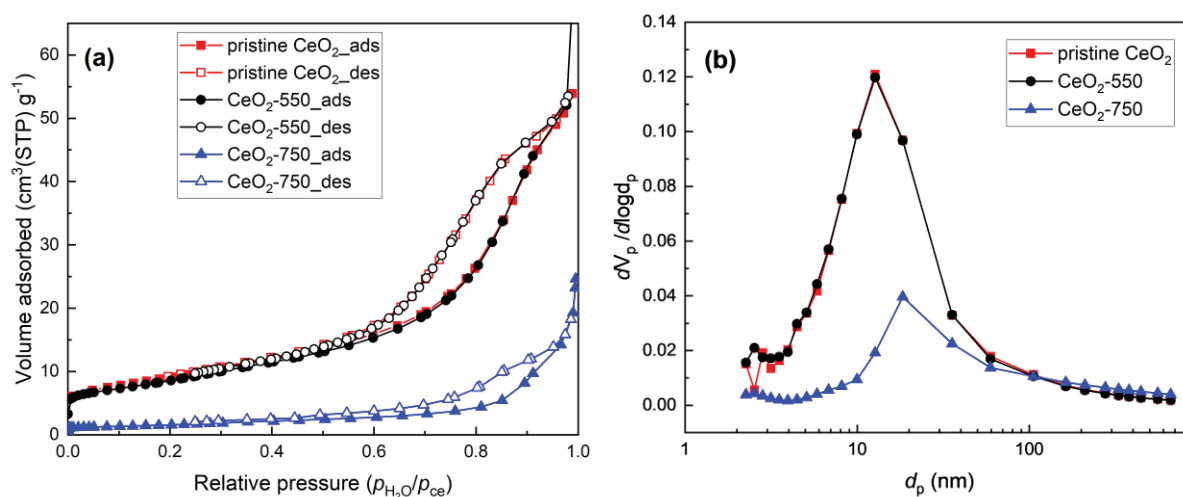 (a)
pristine CeO₂_ads
pristine CeO₂_des
CeO₂-550_ads
CeO₂-550_des
CeO₂-750_ads
CeO₂-750_des
Volume adsorbed (cm³(STP) g⁻¹)
60
50
40
30
20
10
0
0.0 0.2 0.4 0.6 0.8 1.0
Relative pressure (p_H₂O/p_ce)
(b)
pristine CeO₂
CeO₂-550
CeO₂-750
dVₚ/dlogdₚ
0.14
0.12
0.10
0.08
0.06
0.04
0.02
0.00
1 10 100
dₚ (nm)